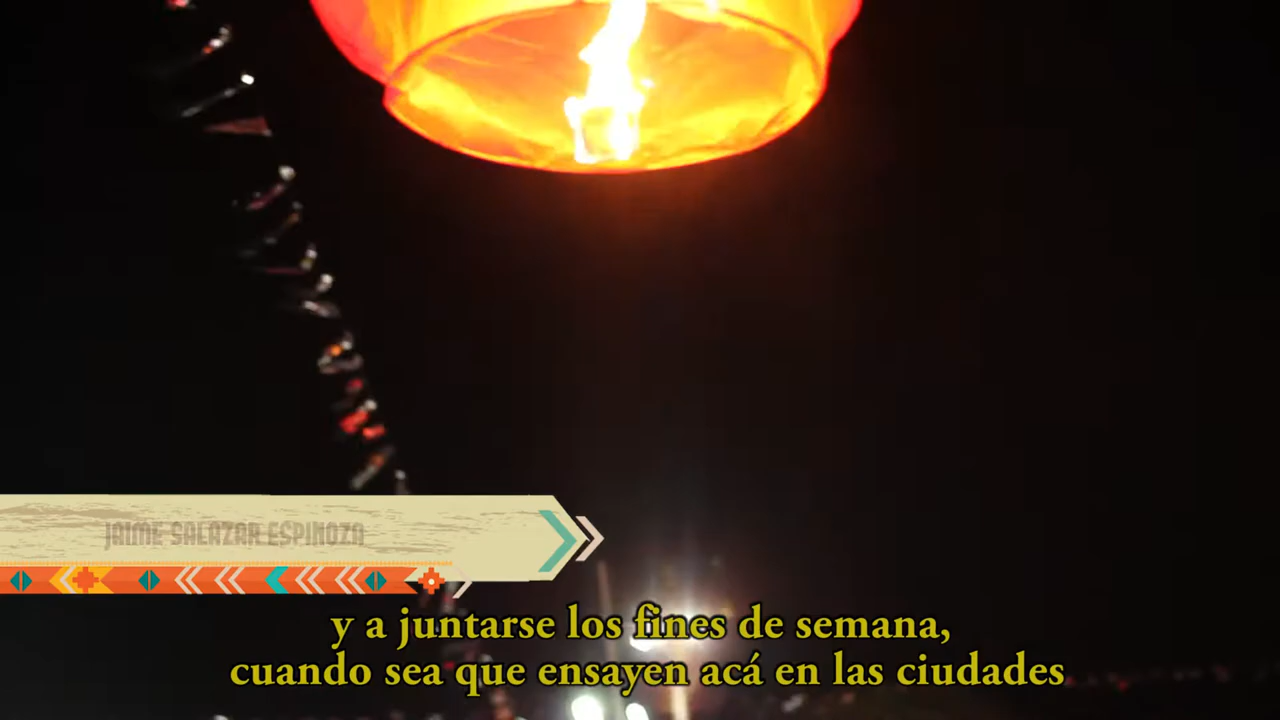 JAIME SALAZAR ESPINOZA
y a juntarse los fines de semana,
cuando sea que ensayen acá en las ciudades